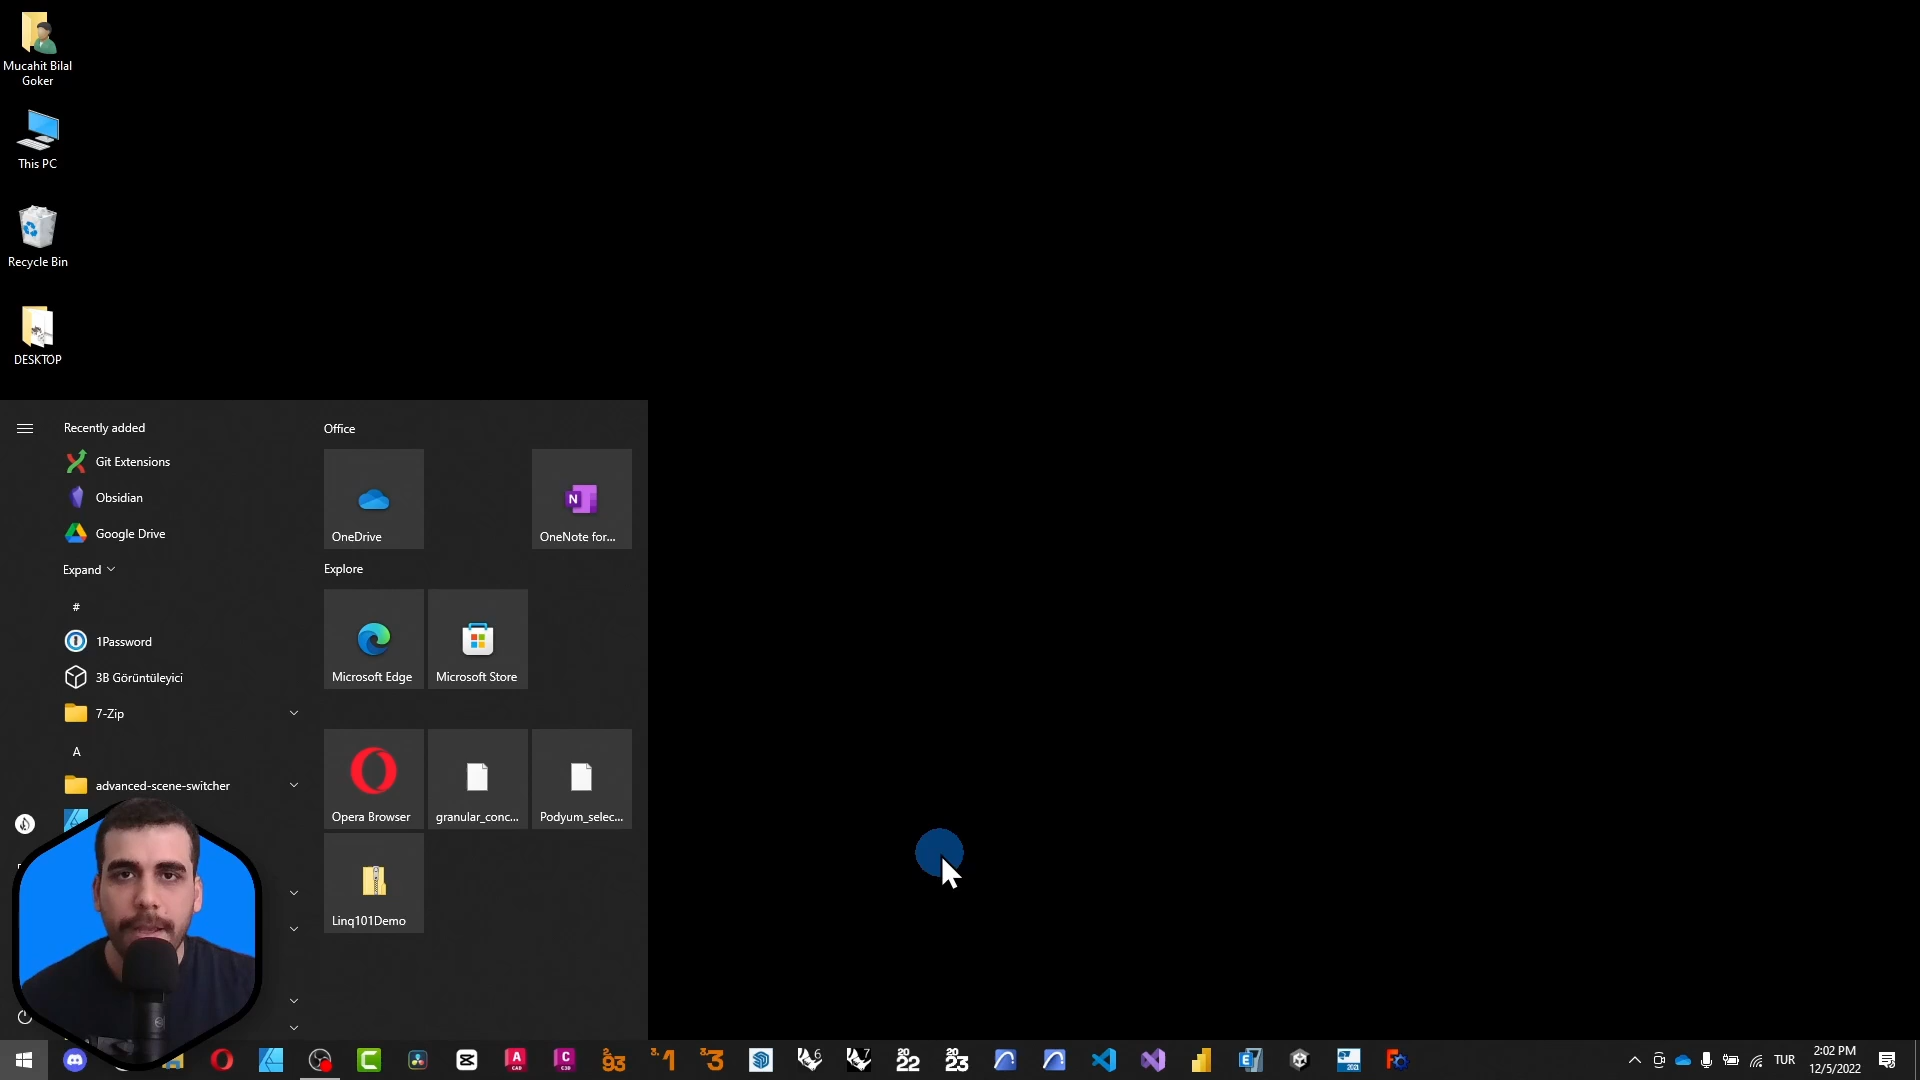 Mucahit Bilal
Goker
This PC
Recycle Bin
DESKTOP
Recently added
Git Extensions
Obsidian
Google Drive
Expand
#
1Password
3B Görüntüleyici
7-Zip
A
advanced-scene-switcher
Office
OneDrive
OneNote for...
Explore
Microsoft Edge
Microsoft Store
Opera Browser
granular_conc...
Podyum_selec...
Linq101Demo
TUR
2:02 PM
12/5/2022